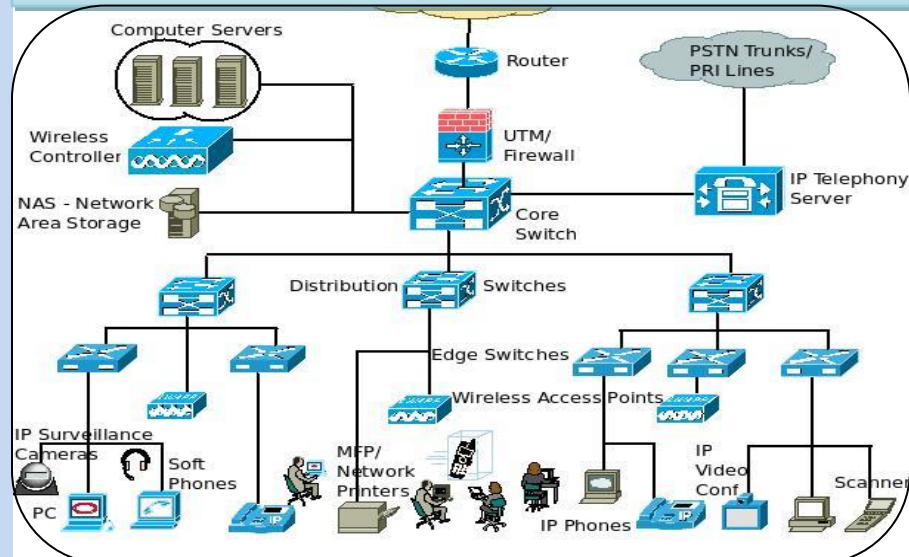 Computer Servers
Router
PSTN Trunks/
PRI Lines
Wireless
Controller
UTM/
Firewall
NAS - Network
Area Storage
Core
Switch
IP Telephony
Server
Distribution
Switches
Edge Switches
Wireless Access Points
IP Surveillance
Cameras
Soft
Phones
PC
IP
MFP/
Network
Printers
IP Phones
IP
IP
Video
Conf
Scanner